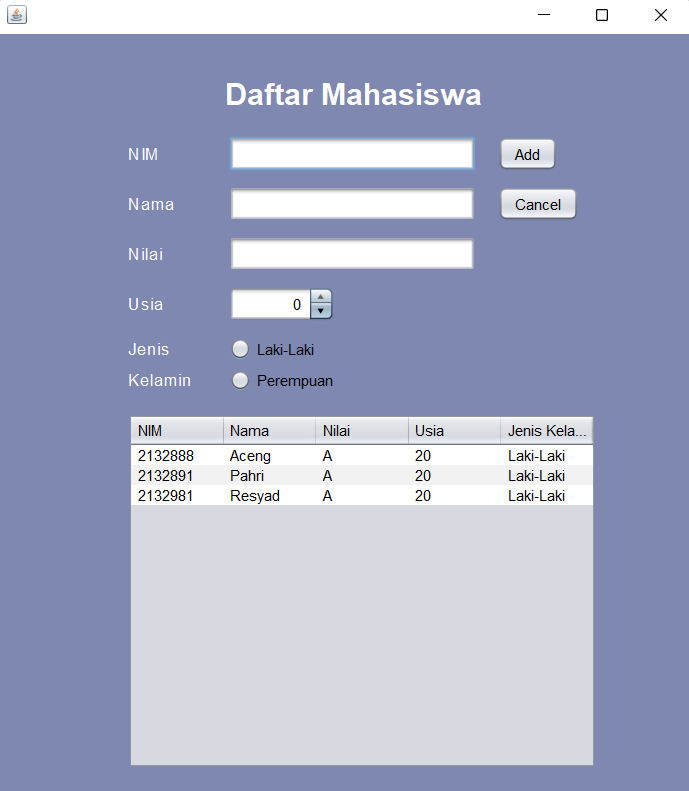 Daftar Mahasiswa
NIM Add
Nama Cancel
Nilai
Usia 0
Jenis Laki-Laki
Kelamin Perempuan
NIM Nama Nilai Usia Jenis Kela...
2132888 Aceng A 20 Laki-Laki
2132891 Pahri A 20 Laki-Laki
2132981 Resyad A 20 Laki-Laki